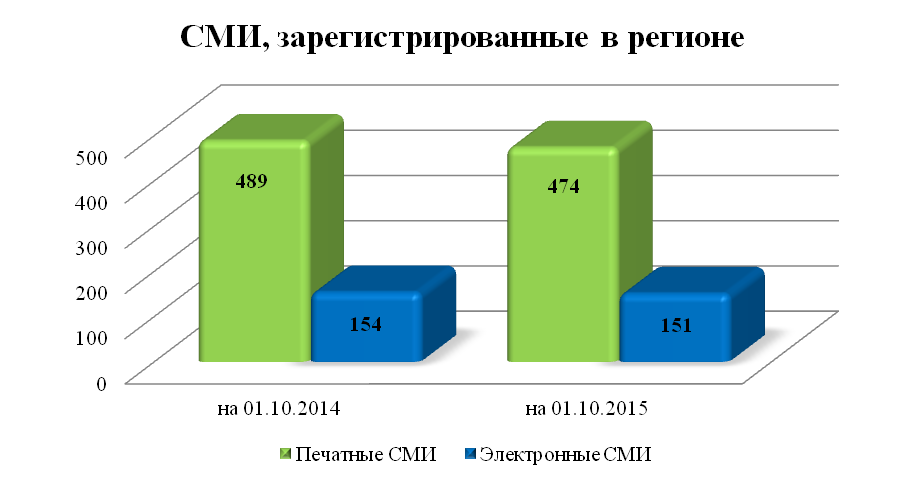 СМИ, зарегистрированные в регионе
500
400
300
200
100
0
489
154
474
151
на 01.10.2014
на 01.10.2015
Печатные СМИ
Электронные СМИ